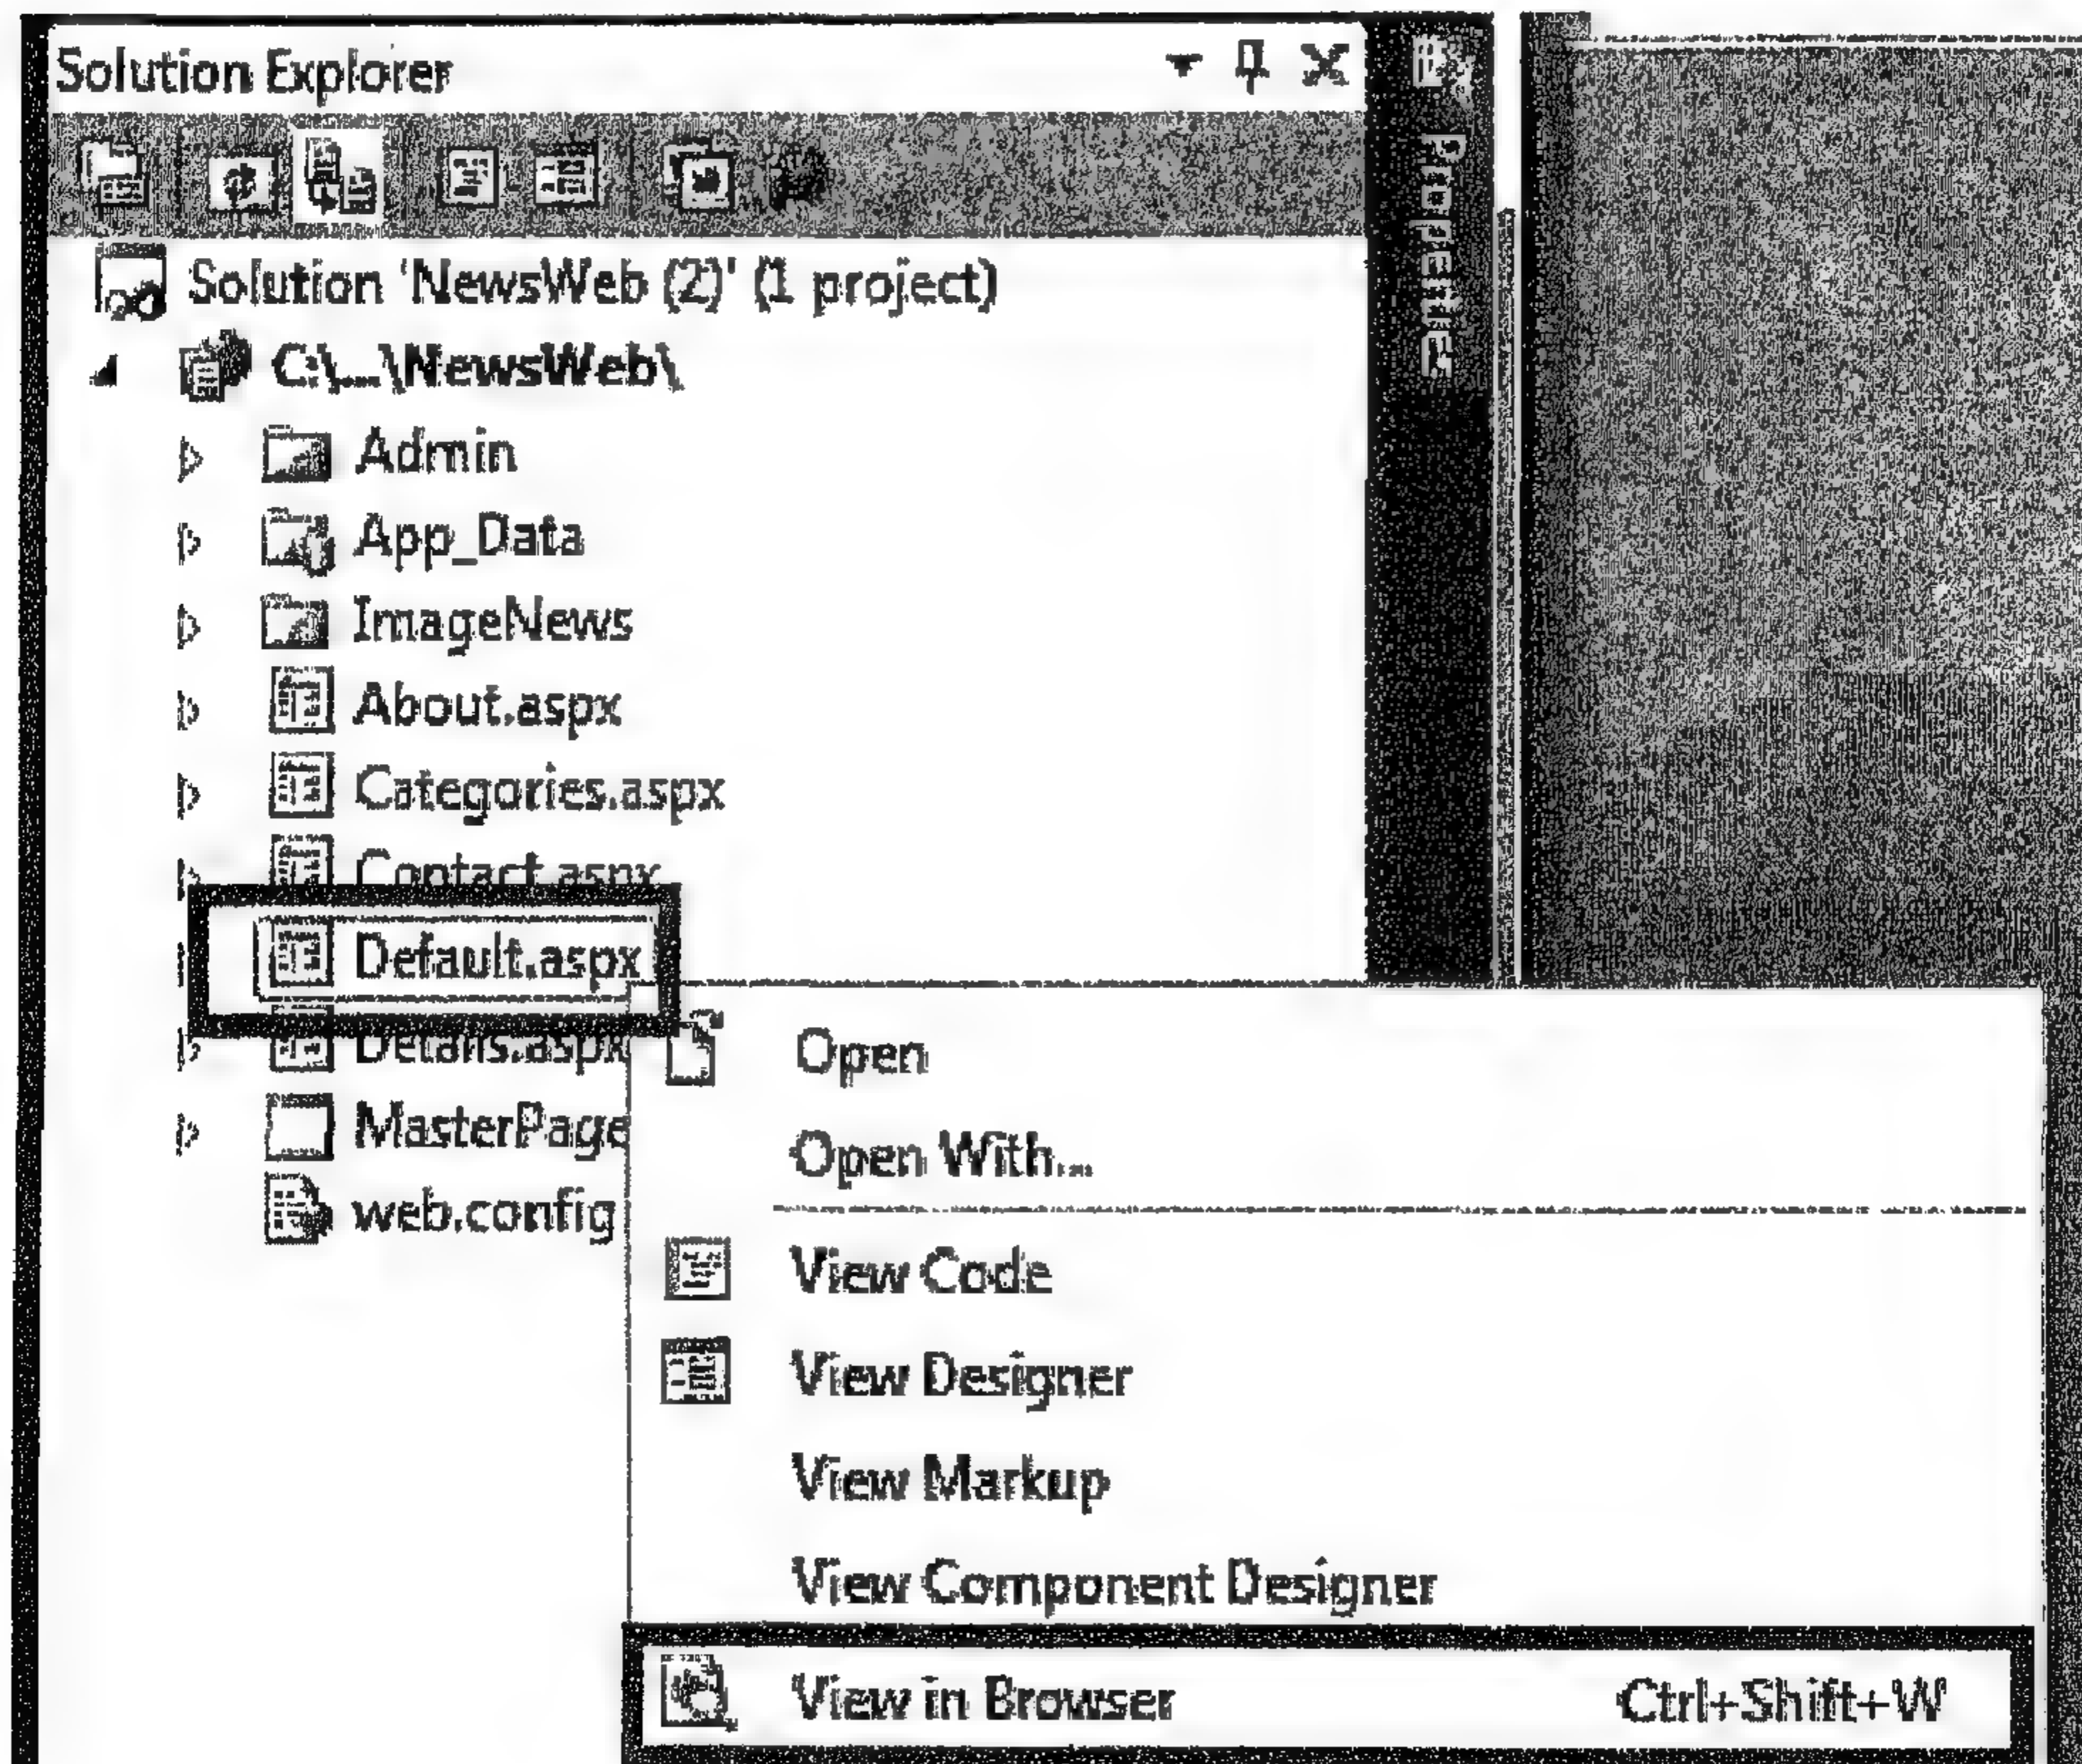 Solution Explorer
Properties
Solution 'NewsWeb (2)' (1 project)
C:\...\NewsWeb\
Admin
App_Data
ImageNews
About.aspx
Categories.aspx
Contact.aspx
Default.aspx
Details.aspx
MasterPage
web.config
Open
Open With...
View Code
View Designer
View Markup
View Component Designer
View in Browser Ctrl+Shift+W